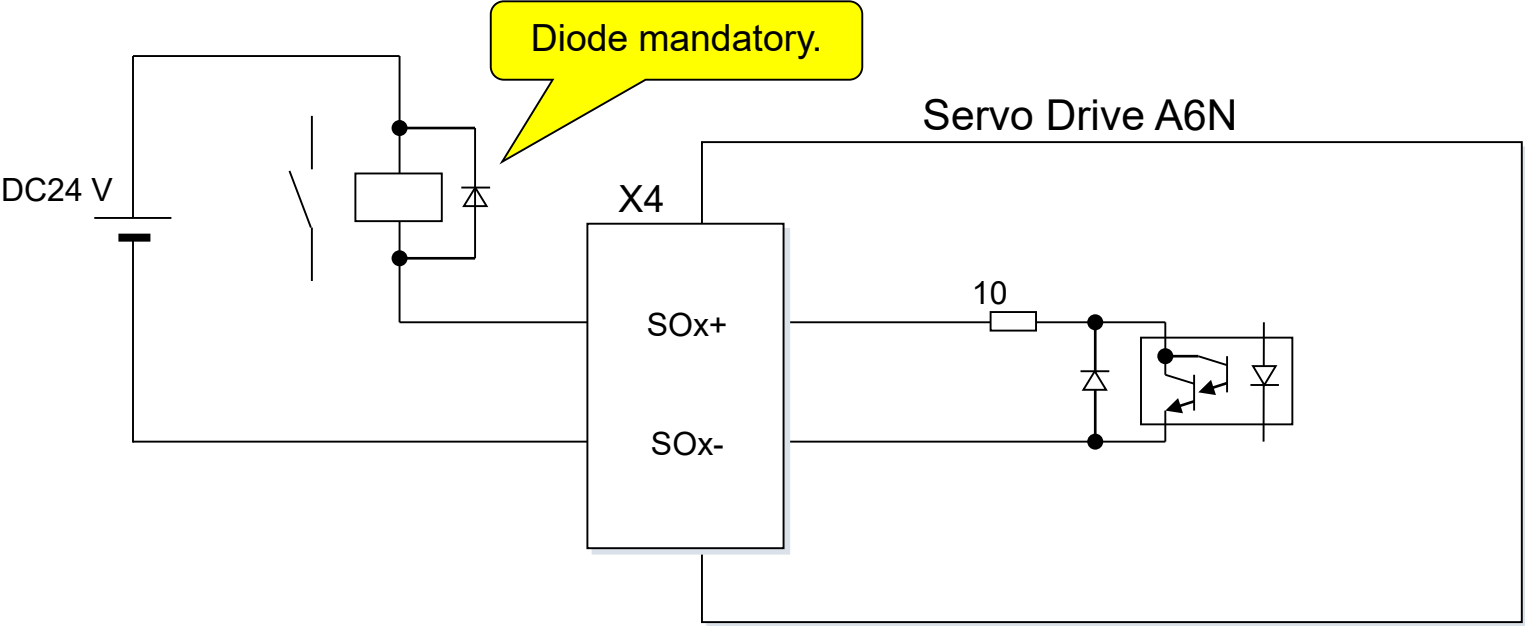 Diode mandatory.
Servo Drive A6N
DC24 V
X4
10
SOx+
SOx-